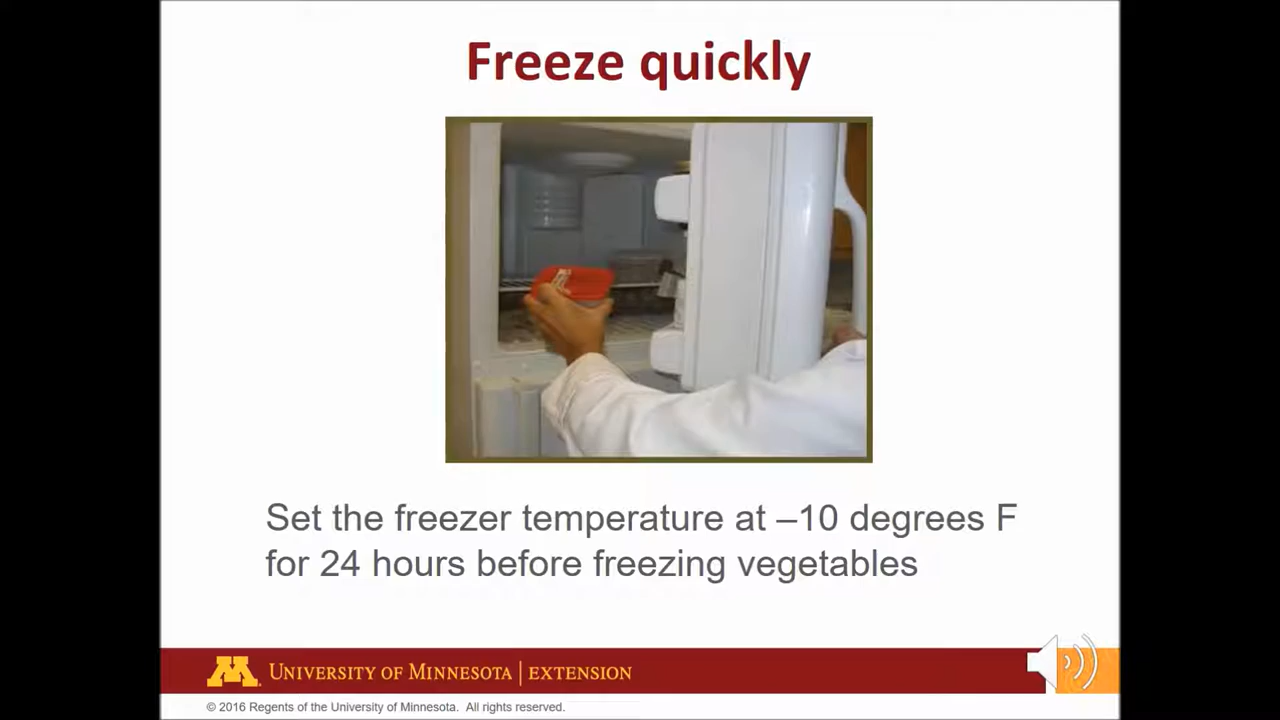 Freeze quickly
Set the freezer temperature at –10 degrees F
for 24 hours before freezing vegetables
M
UNIVERSITY OF MINNESOTA | EXTENSION
© 2016 Regents of the University of Minnesota.  All rights reserved.